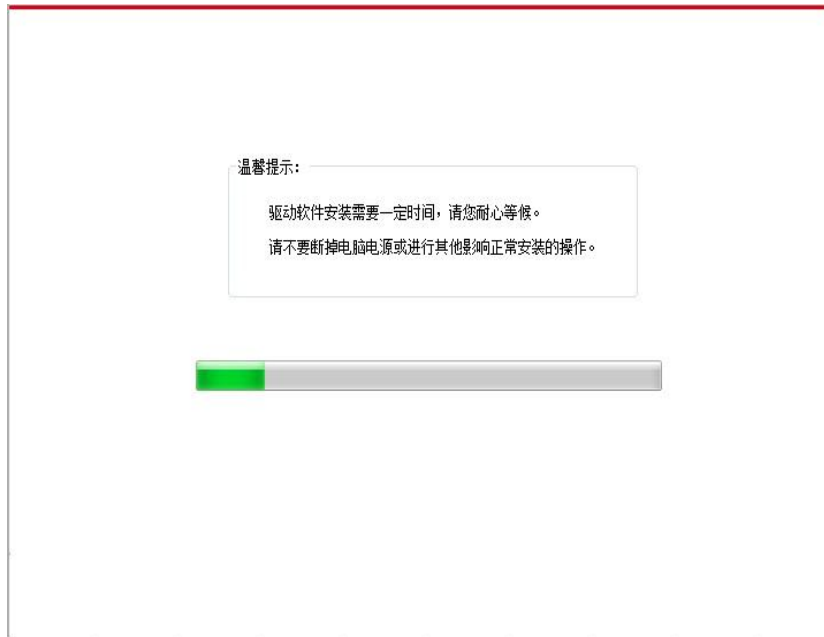 温馨提示:
驱动软件安装需要一定时间，请您耐心等候。
请不要断掉电脑电源或进行其他影响正常安装的操作。